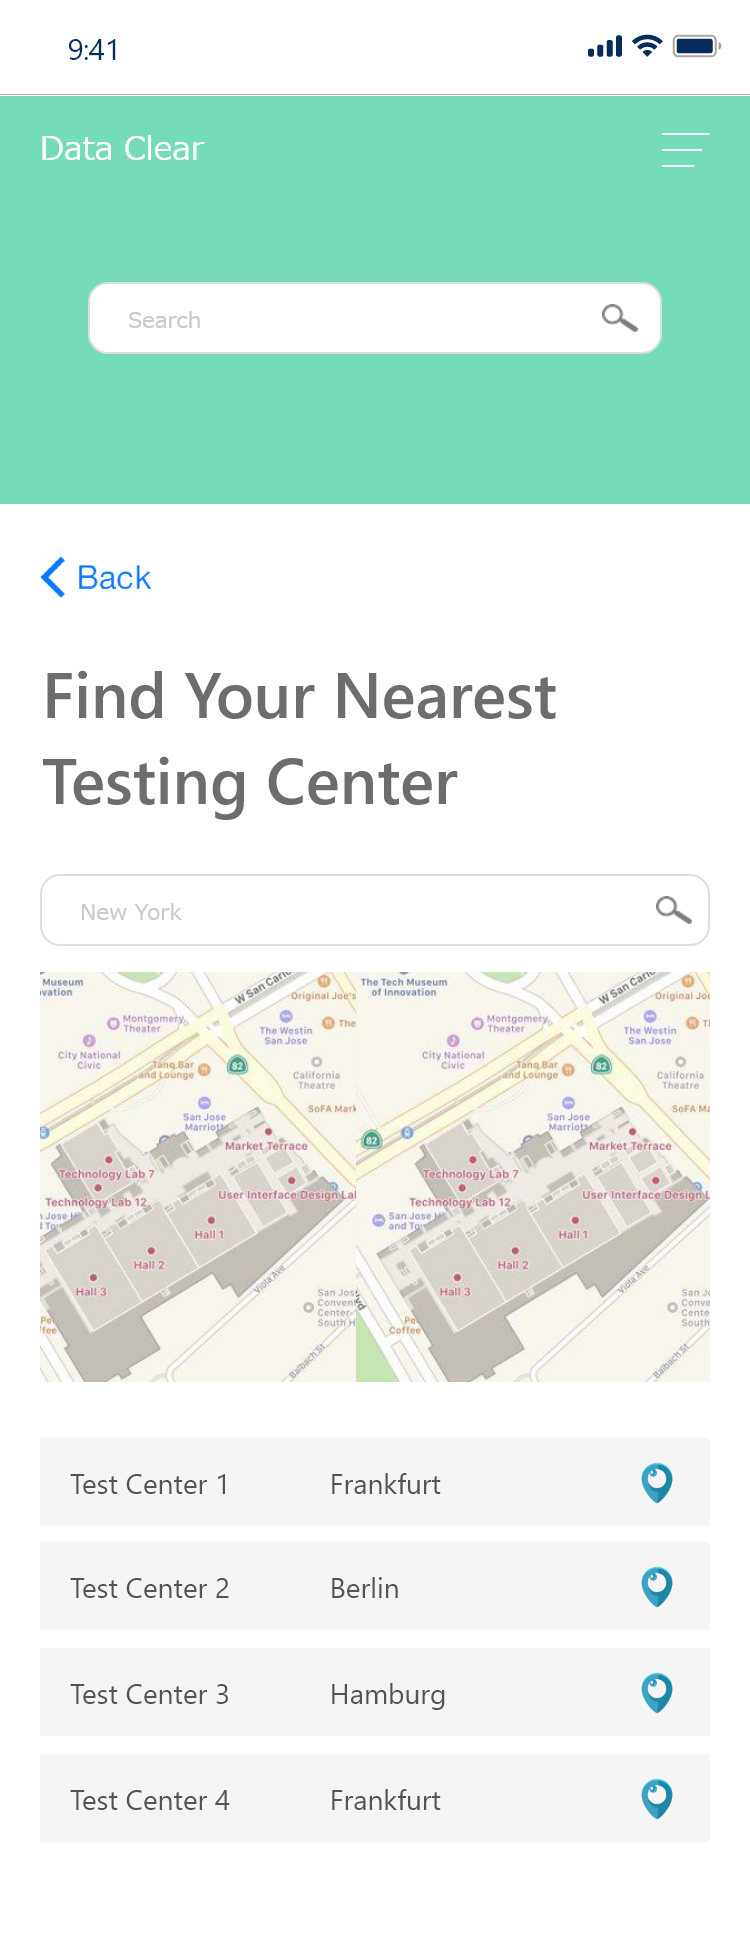 9:41
Data Clear
Search
Back
Find Your Nearest
Testing Center
New York
Museum
vation
W San Carlo
Original Joe's
Montgomery
Theater
The Westin
San Jose
The
City National
Civic
Tanq Bar
and Lounge
82
California
Theatre
San Jose
Marriott
SoFA Mark
Market Terrace
Technology Lab 7
Technology Lab 12
User Interface Design Lal
San Jose
and To
Hall 1
Hall 2
Hall 3
Viola Ave
San Jos
Conven
Center-
South H
Pe
fee
Balbach St
The Tech Museum
of Innovation
W San Carlo
Original Jo
Montgomery
Theater
The Westin
San Jose
T
City National
Civic
Tanq Bar
and Lounge
82
California
Theatre
San Jose
Marriott
SoFA Ma
82
Market Terrace
Technology Lab 7
Technology Lab 12
User Interface Design L
San Jose H
and Tow
Hall 1
Hall 2
Hall 3
Viola Ave
San Jo
Conve
Cente
South
lvd
Pe
Coffee
Balbach St
Test Center 1 Frankfurt
Test Center 2 Berlin
Test Center 3 Hamburg
Test Center 4 Frankfurt